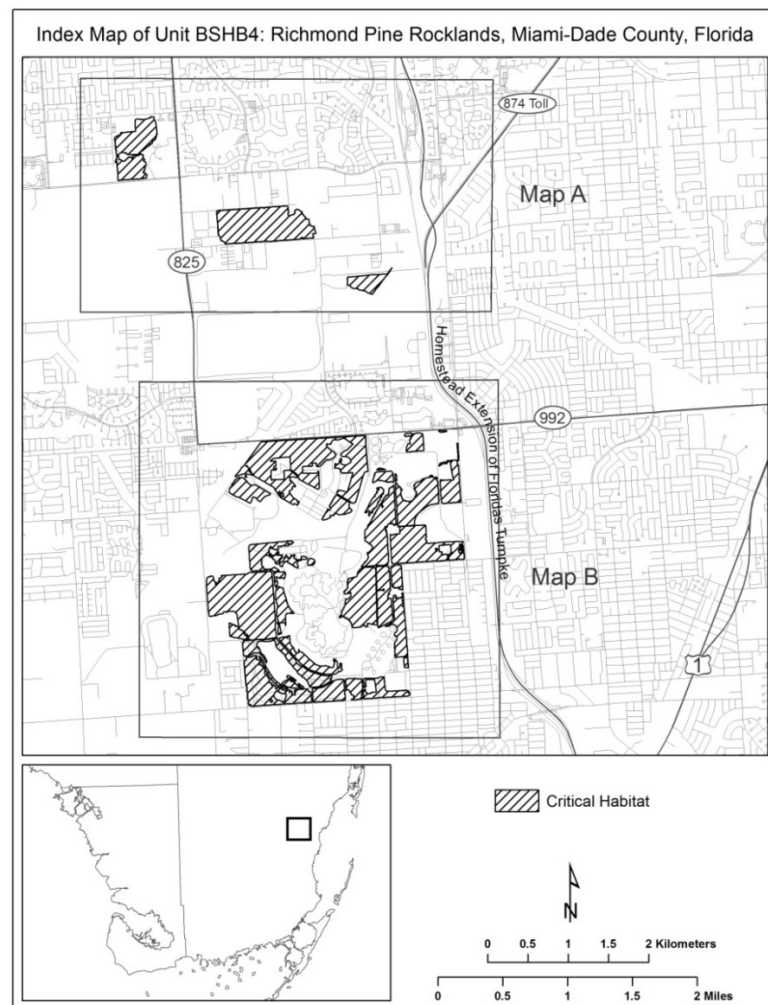 Index Map of Unit BSHB4: Richmond Pine Rocklands, Miami-Dade County, Florida
874 Toll
Map A
825
Homestead Extension of Floridas Turnpke
992
Map B
1
Critical Habitat
N
0 0.5 1 1.5 2 Kilometers
0 0.5 1 1.5 2 Miles